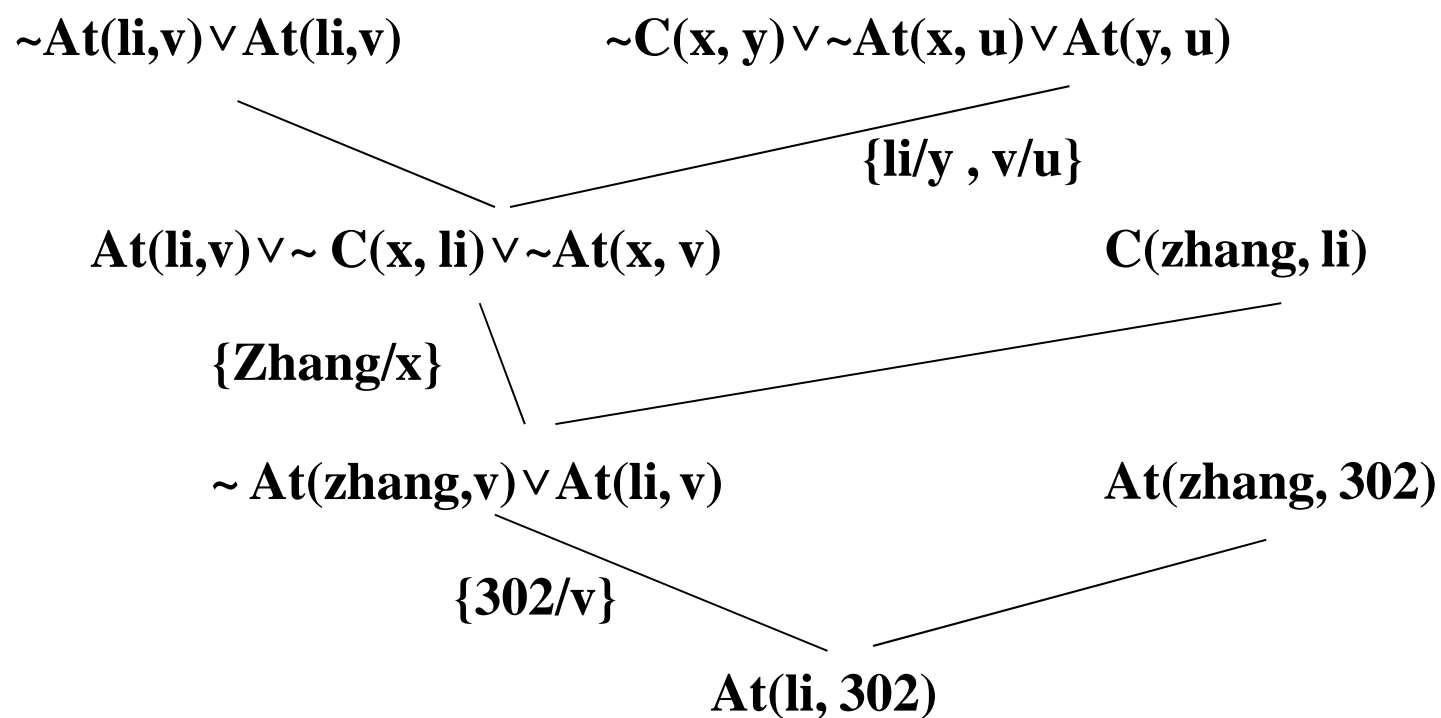 ~At(li,v)∨At(li,v) ~C(x, y)∨~At(x, u)∨At(y, u)
{li/y , v/u}
At(li,v)∨~ C(x, li)∨~At(x, v) C(zhang, li)
{Zhang/x}
~ At(zhang,v)∨At(li, v) At(zhang, 302)
{302/v}
At(li, 302)